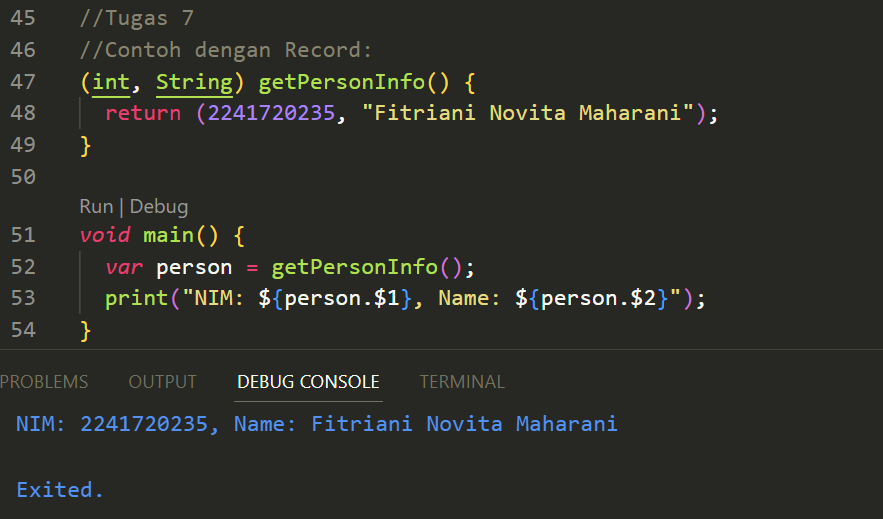 45 //Tugas 7
46 //Contoh dengan Record:
47 (int, String) getPersonInfo() {
48   return (2241720235, "Fitriani Novita Maharani");
49 }
50
Run | Debug
51 void main() {
52   var person = getPersonInfo();
53   print("NIM: ${person.$1}, Name: ${person.$2}");
54 }
PROBLEMS OUTPUT DEBUG CONSOLE TERMINAL
NIM: 2241720235, Name: Fitriani Novita Maharani
Exited.